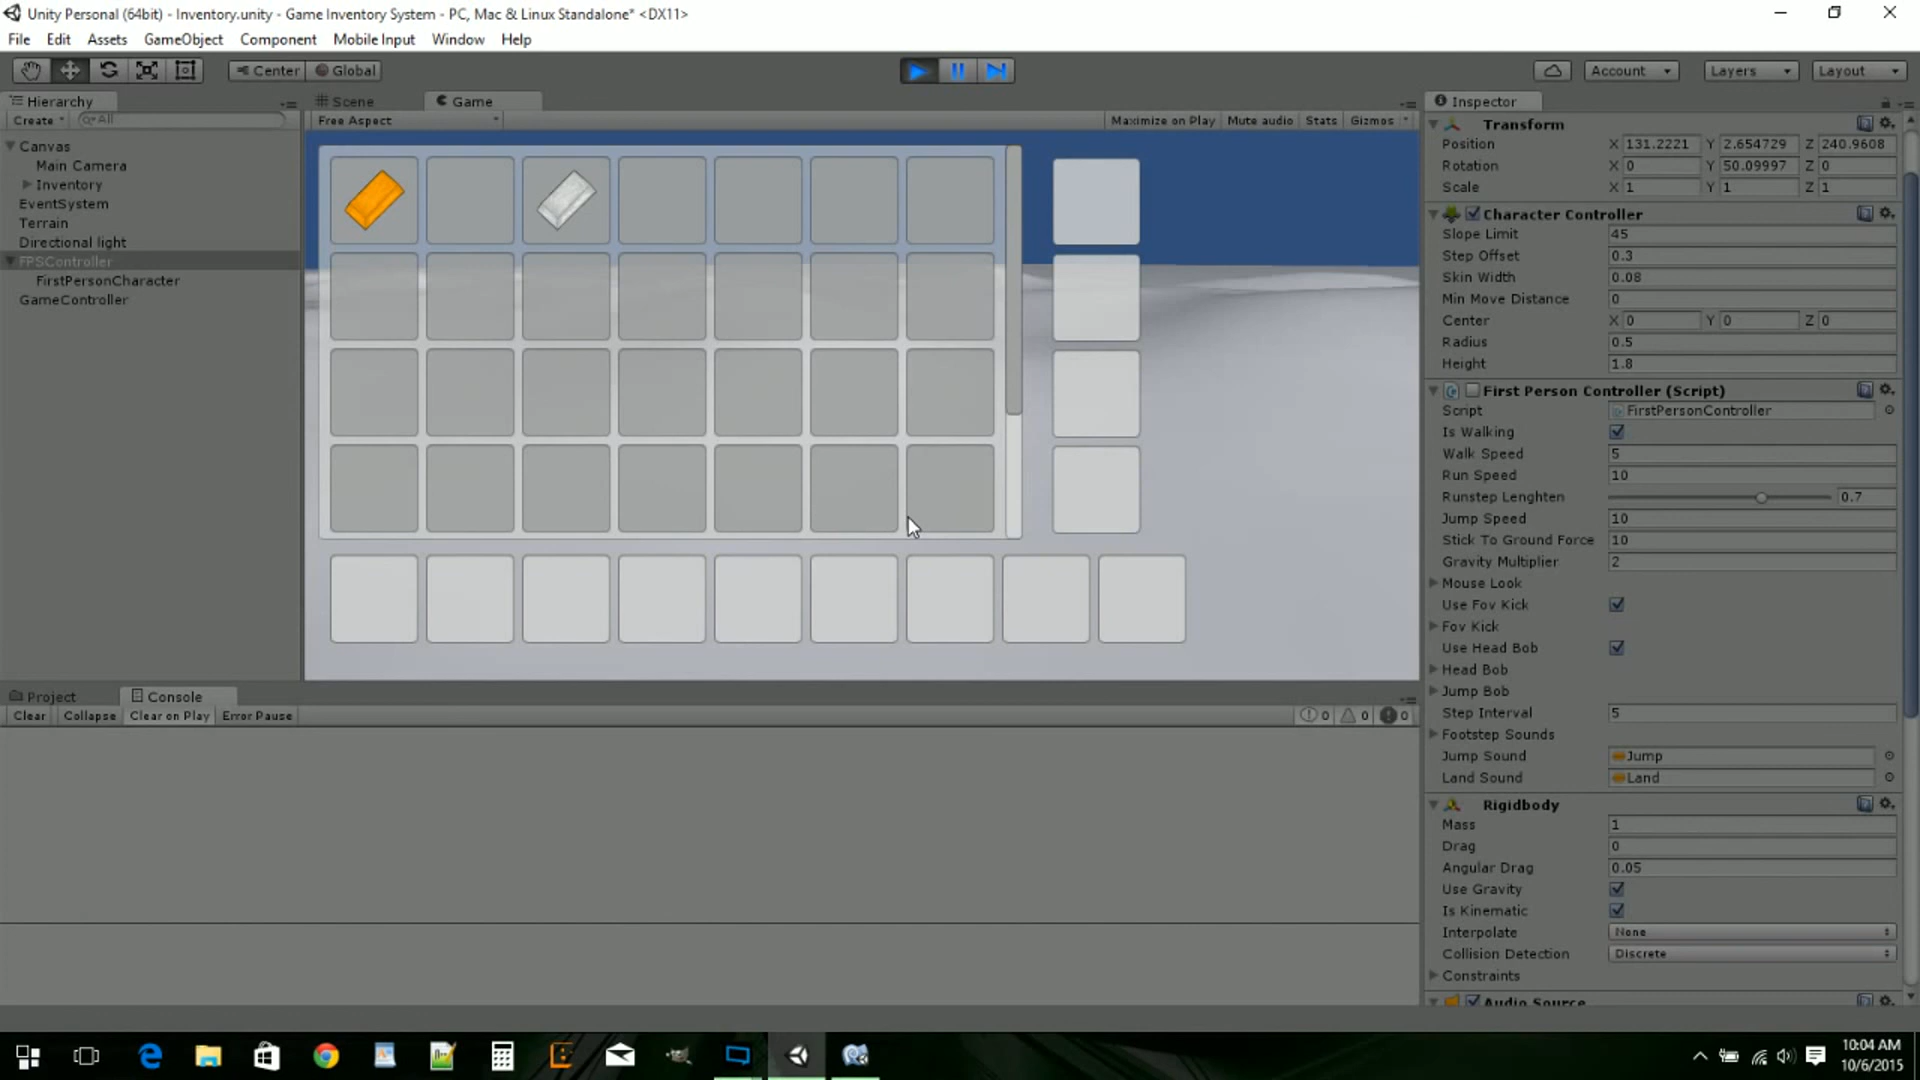 Unity Personal (64bit) - Inventory.unity - Game Inventory System - PC, Mac & Linux Standalone* <DX11>
File Edit Assets GameObject Component Mobile Input Window Help
Center Global Account Layers Layout
Hierarchy
Create All
Canvas
Main Camera
Inventory
EventSystem
Terrain
Directional light
FPSController
FirstPersonCharacter
GameController
Scene Game
Free Aspect Maximize on Play Mute audio Stats Gizmos
Project Console
Clear Collapse Clear on Play Error Pause 0 0 0
Inspector
Transform
Position X 131.2221 Y 2.654729 Z 240.9608
Rotation X 0 Y 50.09997 Z 0
Scale X 1 Y 1 Z 1
Character Controller
Slope Limit 45
Step Offset 0.3
Skin Width 0.08
Min Move Distance 0
Center X 0 Y 0 Z 0
Radius 0.5
Height 1.8
First Person Controller (Script)
Script FirstPersonController
Is Walking
Walk Speed 5
Run Speed 10
Runstep Lenghten 0.7
Jump Speed 10
Stick To Ground Force 10
Gravity Multiplier 2
Mouse Look
Use Fov Kick
Fov Kick
Use Head Bob
Head Bob
Jump Bob
Step Interval 5
Footstep Sounds
Jump Sound Jump
Land Sound Land
Rigidbody
Mass 1
Drag 0
Angular Drag 0.05
Use Gravity
Is Kinematic
Interpolate None
Collision Detection Discrete
Constraints
Audio Source
10:04 AM
10/6/2015